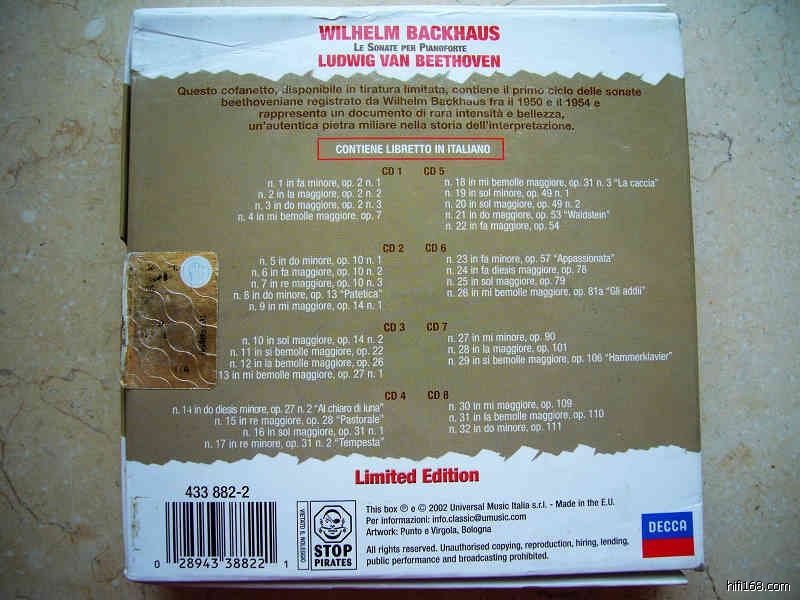 WILHELM BACKHAUS
LE SONATE PER PIANOFORTE
LUDWIG VAN BEETHOVEN
Questo cofanetto, disponibile in tiratura limitata, contiene il primo ciclo delle sonate
beethoveniane registrato da Wilhelm Backhaus fra il 1950 e il 1954 e
rappresenta un documento di rara intensità e bellezza,
un'autentica pietra miliare nella storia dell'interpretazione.
CONTIENE LIBRETTO IN ITALIANO
CD 1
n. 1 in fa minore, op. 2 n. 1
n. 2 in la maggiore, op. 2 n. 2
n. 3 in do maggiore, op. 2 n. 3
n. 4 in mi bemolle maggiore, op. 7
CD 2
n. 5 in do minore, op. 10 n. 1
n. 6 in fa maggiore, op. 10 n. 2
n. 7 in re maggiore, op. 10 n. 3
n. 8 in do minore, op. 13 "Patetica"
n. 9 in mi maggiore, op. 14 n. 1
CD 3
n. 10 in sol maggiore, op. 14 n. 2
n. 11 in si bemolle maggiore, op. 22
n. 12 in la bemolle maggiore, op. 26
13 in mi bemolle maggiore, op. 27 n. 1
CD 4
n. 14 in do diesis minore, op. 27 n. 2 "Al chiaro di luna"
n. 15 in re maggiore, op. 28 "Pastorale"
n. 16 in sol maggiore, op. 31 n. 1
n. 17 in re minore, op. 31 n. 2 "Tempesta"
CD 5
n. 18 in mi bemolle maggiore, op. 31 n. 3 "La caccia"
n. 19 in sol minore, op. 49 n. 1
n. 20 in sol maggiore, op. 49 n. 2
n. 21 in do maggiore, op. 53 "Waldstein"
n. 22 in fa maggiore, op. 54
CD 6
n. 23 in fa minore, op. 57 "Appassionata"
n. 24 in fa diesis maggiore, op. 78
n. 25 in sol maggiore, op. 79
n. 26 in mi bemolle maggiore, op. 81a "Gli addii"
CD 7
n. 27 in mi minore, op. 90
n. 28 in la maggiore, op. 101
n. 29 in si bemolle maggiore, op. 106 "Hammerklavier"
CD 8
n. 30 in mi maggiore, op. 109
n. 31 in la bemolle maggiore, op. 110
n. 32 in do minore, op. 111
Limited Edition
433 882-2
0 28943 38822 1
VIETATO IL NOLEGGIO
STOP
PIRATES
This box ℗ e © 2002 Universal Music Italia s.r.l. - Made in the E.U.
Per informazioni: info.classic@umusic.com
Artwork: Punto e Virgola, Bologna
All rights reserved. Unauthorised copying, reproduction, hiring, lending,
public performance and broadcasting prohibited.
DECCA
hifi168.com